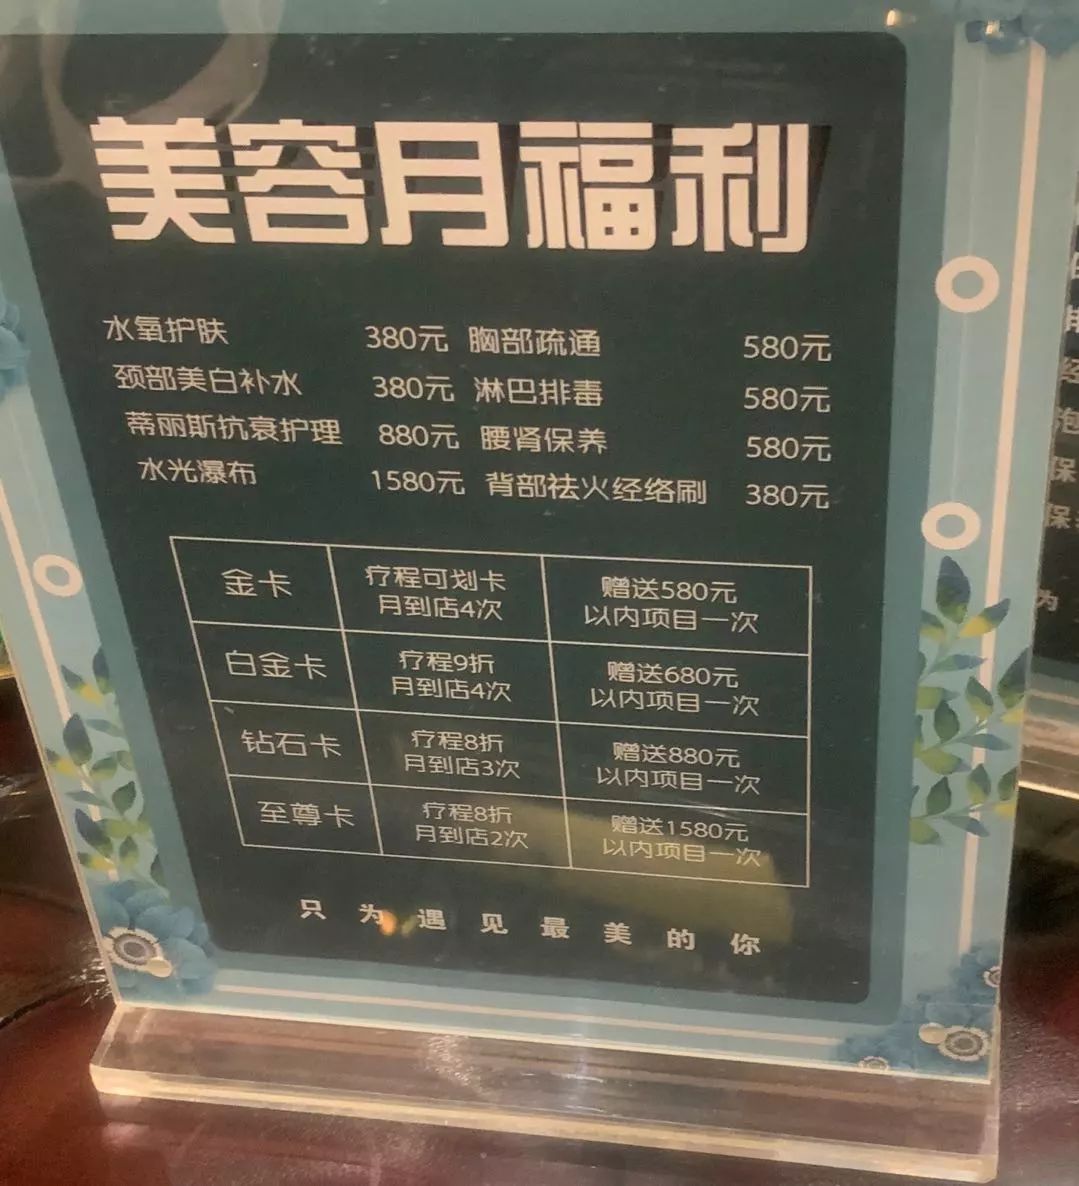 美容月福利
水氧护肤 380元 胸部疏通 580元
颈部美白补水 380元 淋巴排毒 580元
蒂丽斯抗衰护理 880元 腰肾保养 580元
水光瀑布 1580元 背部祛火经络刷 380元
金卡 疗程可划卡 赠送580元
月到店4次 以内项目一次
白金卡 疗程9折 赠送680元
月到店4次 以内项目一次
钻石卡 疗程8折 赠送880元
月到店3次 以内项目一次
至尊卡 疗程8折 赠送1580元
月到店2次 以内项目一次
只为遇见最美的你